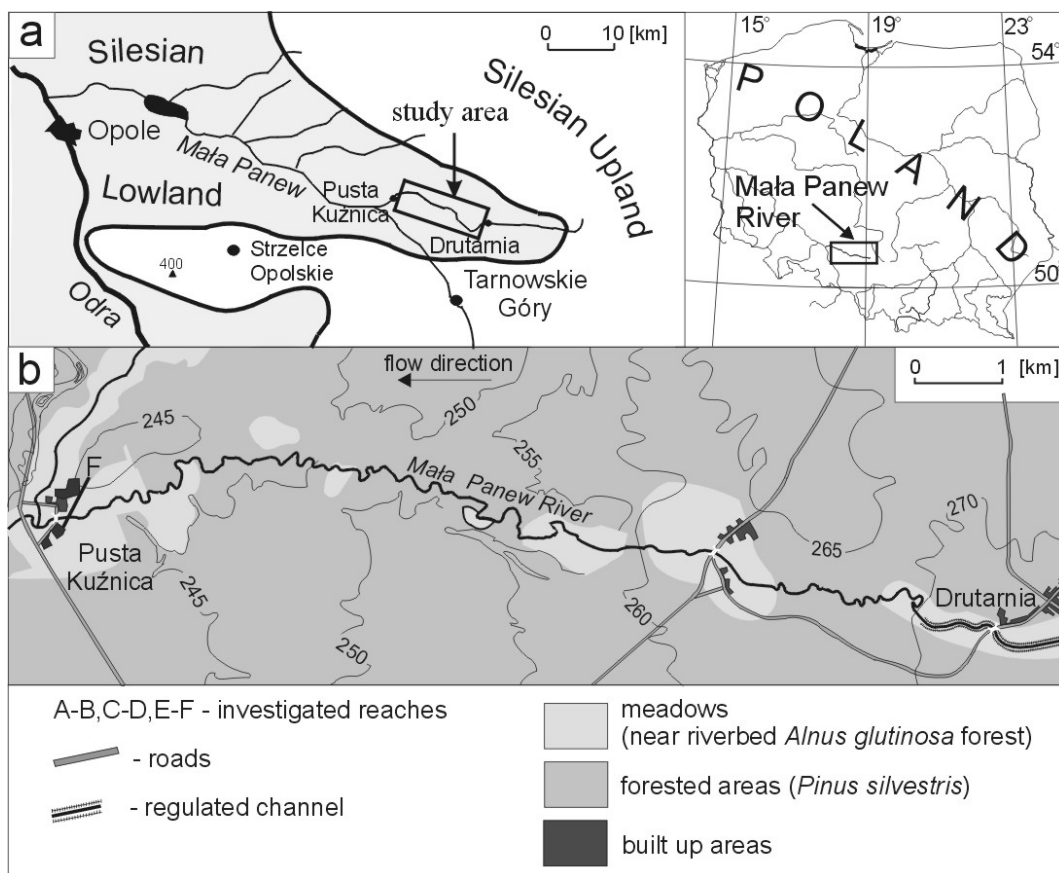 a
Silesian
0 10 [km]
Silesian Upland
study area
Opole
Mała Panew
Lowland
Pusta
Kuźnica
Drutarnia
Strzelce
Opolskie
400
Tarnowskie
Góry
Odra
15°
19°
23°
54°
POLAND
Mała Panew
River
50°
b
flow direction
0 1 [km]
245
250
255
F
Mała Panew River
270
265
Pusta
Kuźnica
Drutarnia
245
260
250
A-B,C-D,E-F - investigated reaches
- roads
- regulated channel
meadows
(near riverbed Alnus glutinosa forest)
forested areas (Pinus silvestris)
built up areas